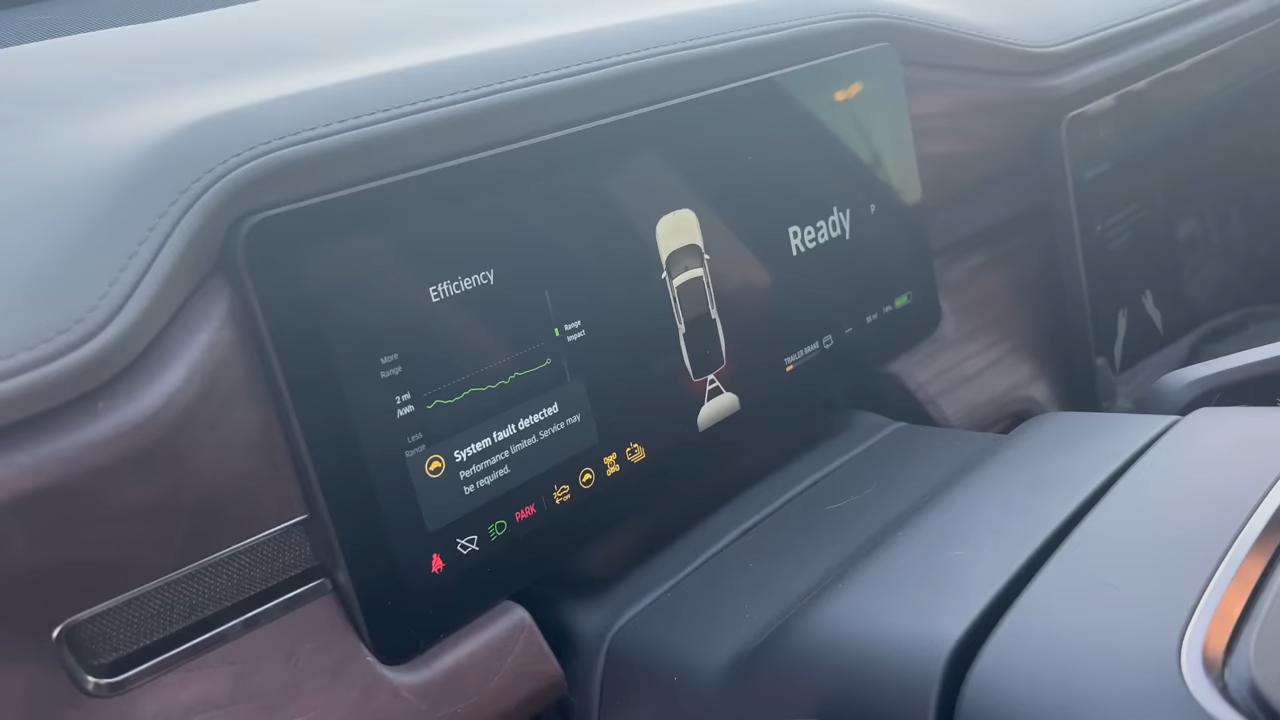 Efficiency
More
Range
Range
Impact
2 mi
/kWh
Less
Range
System fault detected
Performance limited. Service may
be required.
PARK
OFF
Ready
P
TRAILER BRAKE